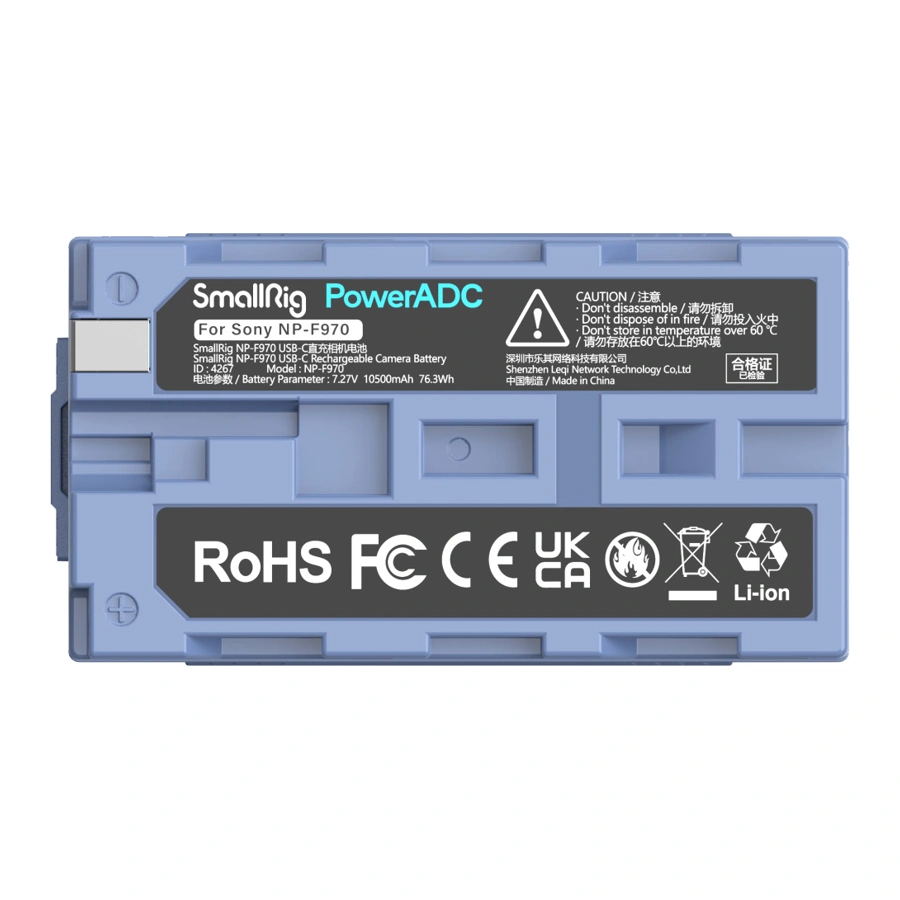 SmallRig PowerADC
For Sony NP-F970
SmallRig NP-F970 USB-C直充相机电池
SmallRig NP-F970 USB-C Rechargeable Camera Battery
ID : 4267 Model : NP-F970
电池参数 / Battery Parameter : 7.27V 10500mAh 76.3Wh
CAUTION / 注意
· Don't disassemble / 请勿拆卸
· Don't dispose of in fire / 请勿投入火中
· Don't store in temperature over 60 ℃
/ 请勿存放在60℃以上的环境
深圳市乐其网络科技有限公司
Shenzhen Leqi Network Technology Co,Ltd
中国制造 / Made in China
合格证
已检验
RoHS FC CE UK
CA
Li-ion